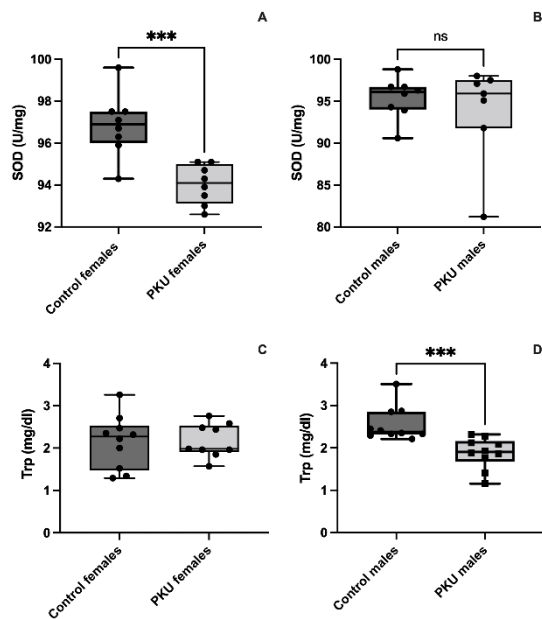 A
***
SOD (U/mg)
100
98
96
94
92
Control females
PKU females
B
ns
SOD (U/mg)
100
95
90
85
80
Control males
PKU males
C
Trp (mg/dl)
4
3
2
1
0
Control females
PKU females
D
***
Trp (mg/dl)
4
3
2
1
0
Control males
PKU males